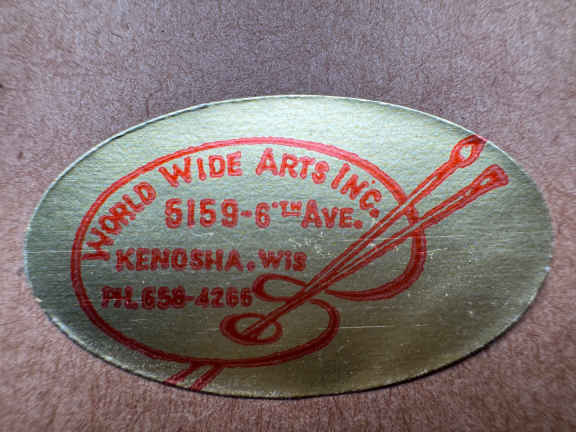 WORLD WIDE ARTS INC.
5159-6TH AVE.
KENOSHA, WIS
PH. 658-4266